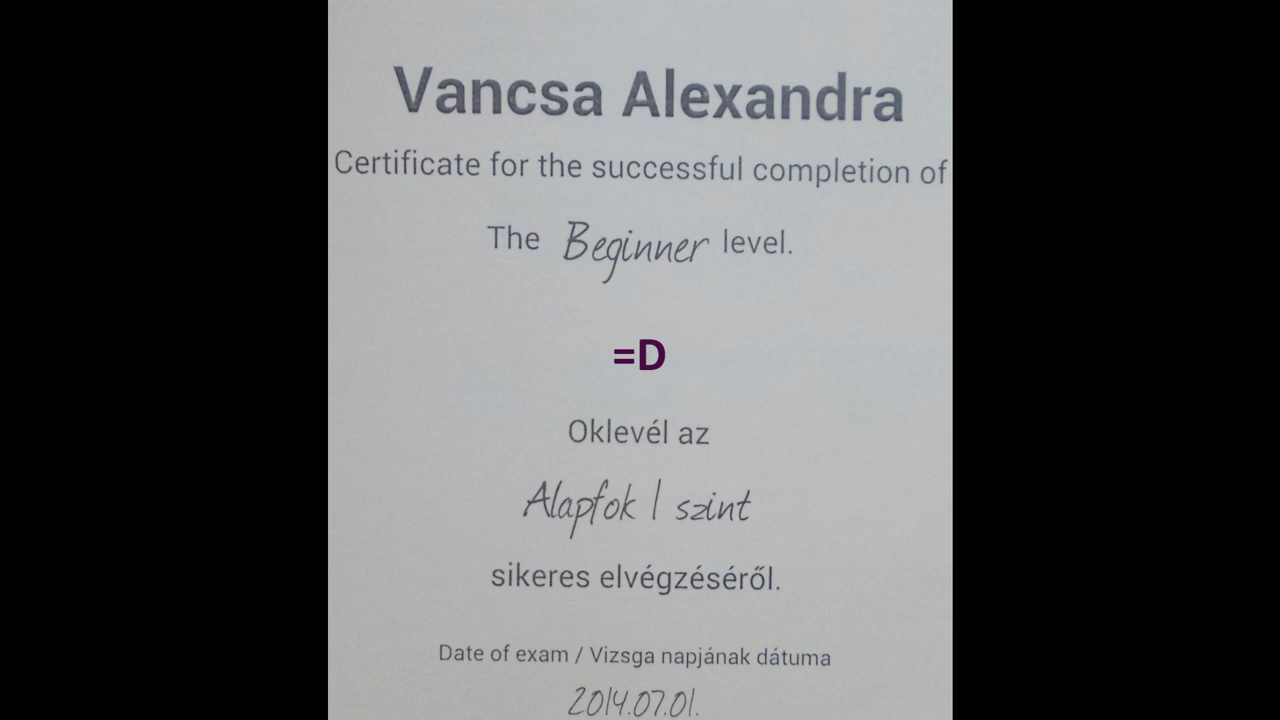 Vancsa Alexandra
Certificate for the successful completion of
The Beginner level.
=D
Oklevél az
Alapfok I szint
sikeres elvégzéséről.
Date of exam / Vizsga napjának dátuma
2014.07.01.